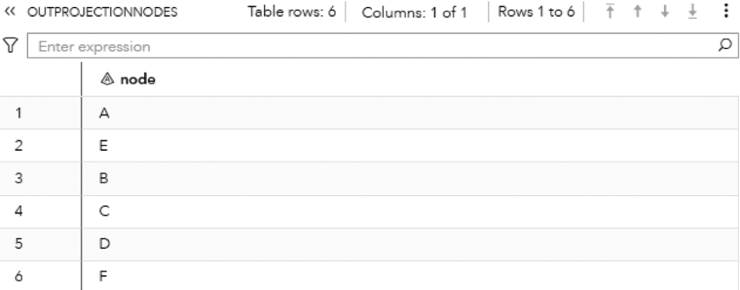 OUTPROJECTIONNODES Table rows: 6 Columns: 1 of 1 Rows 1 to 6
Enter expression
node
1 A
2 E
3 B
4 C
5 D
6 F